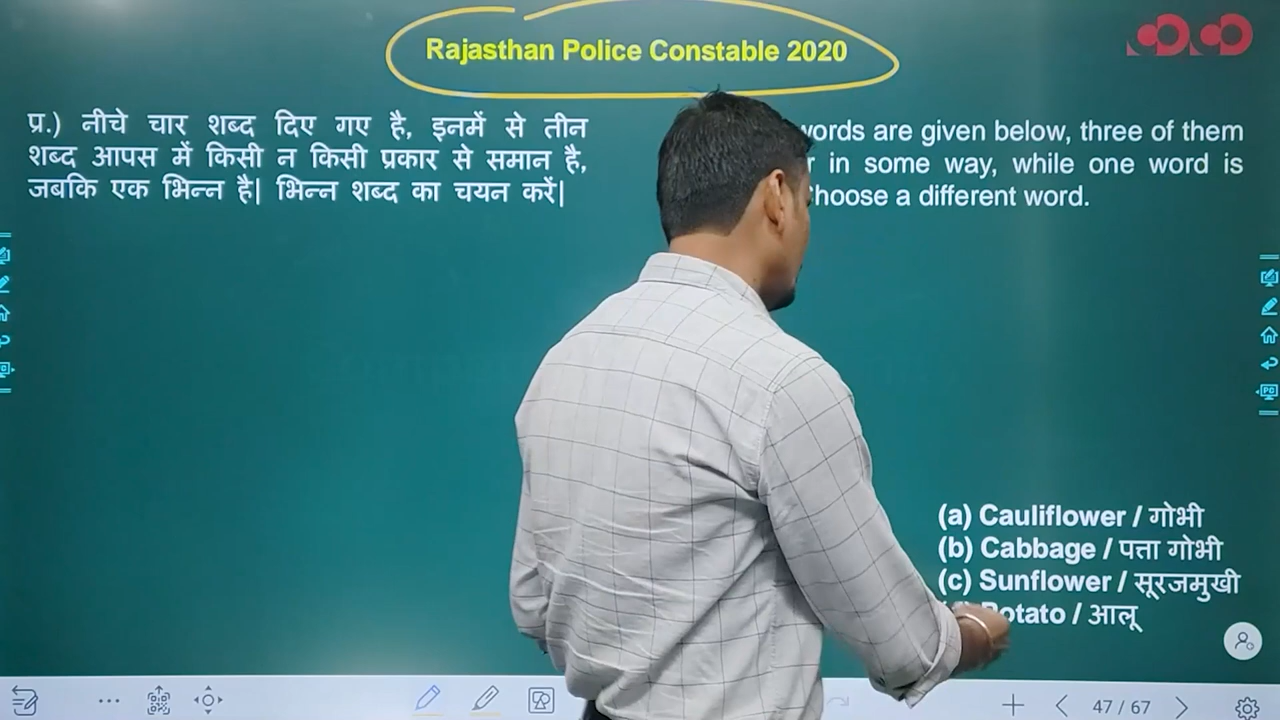 Rajasthan Police Constable 2020
प्र.) नीचे चार शब्द दिए गए है, इनमें से तीन
शब्द आपस में किसी न किसी प्रकार से समान है,
जबकि एक भिन्न है| भिन्न शब्द का चयन करें|
words are given below, three of them
in some way, while one word is
Choose a different word.
(a) Cauliflower / गोभी
(b) Cabbage / पत्ता गोभी
(c) Sunflower / सूरजमुखी
Potato / आलू
47 / 67